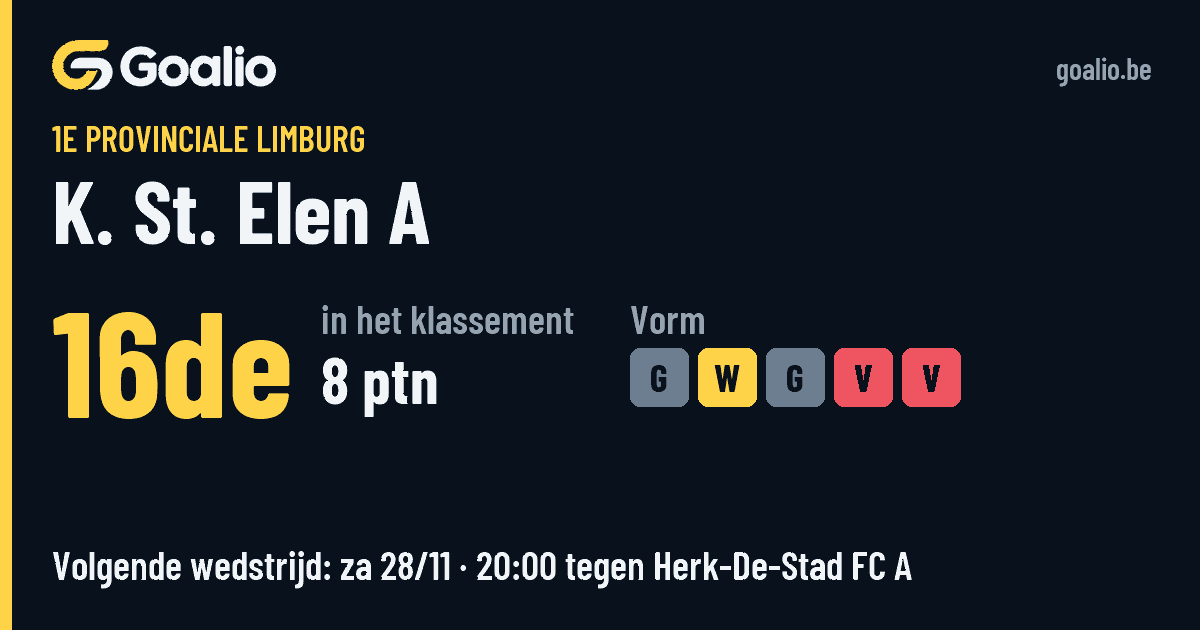 Goalio
goalio.be
1E PROVINCIALE LIMBURG
K. St. Elen A
16de
in het klassement
8 ptn
Vorm
G W G V V
Volgende wedstrijd: za 28/11 · 20:00 tegen Herk-De-Stad FC A